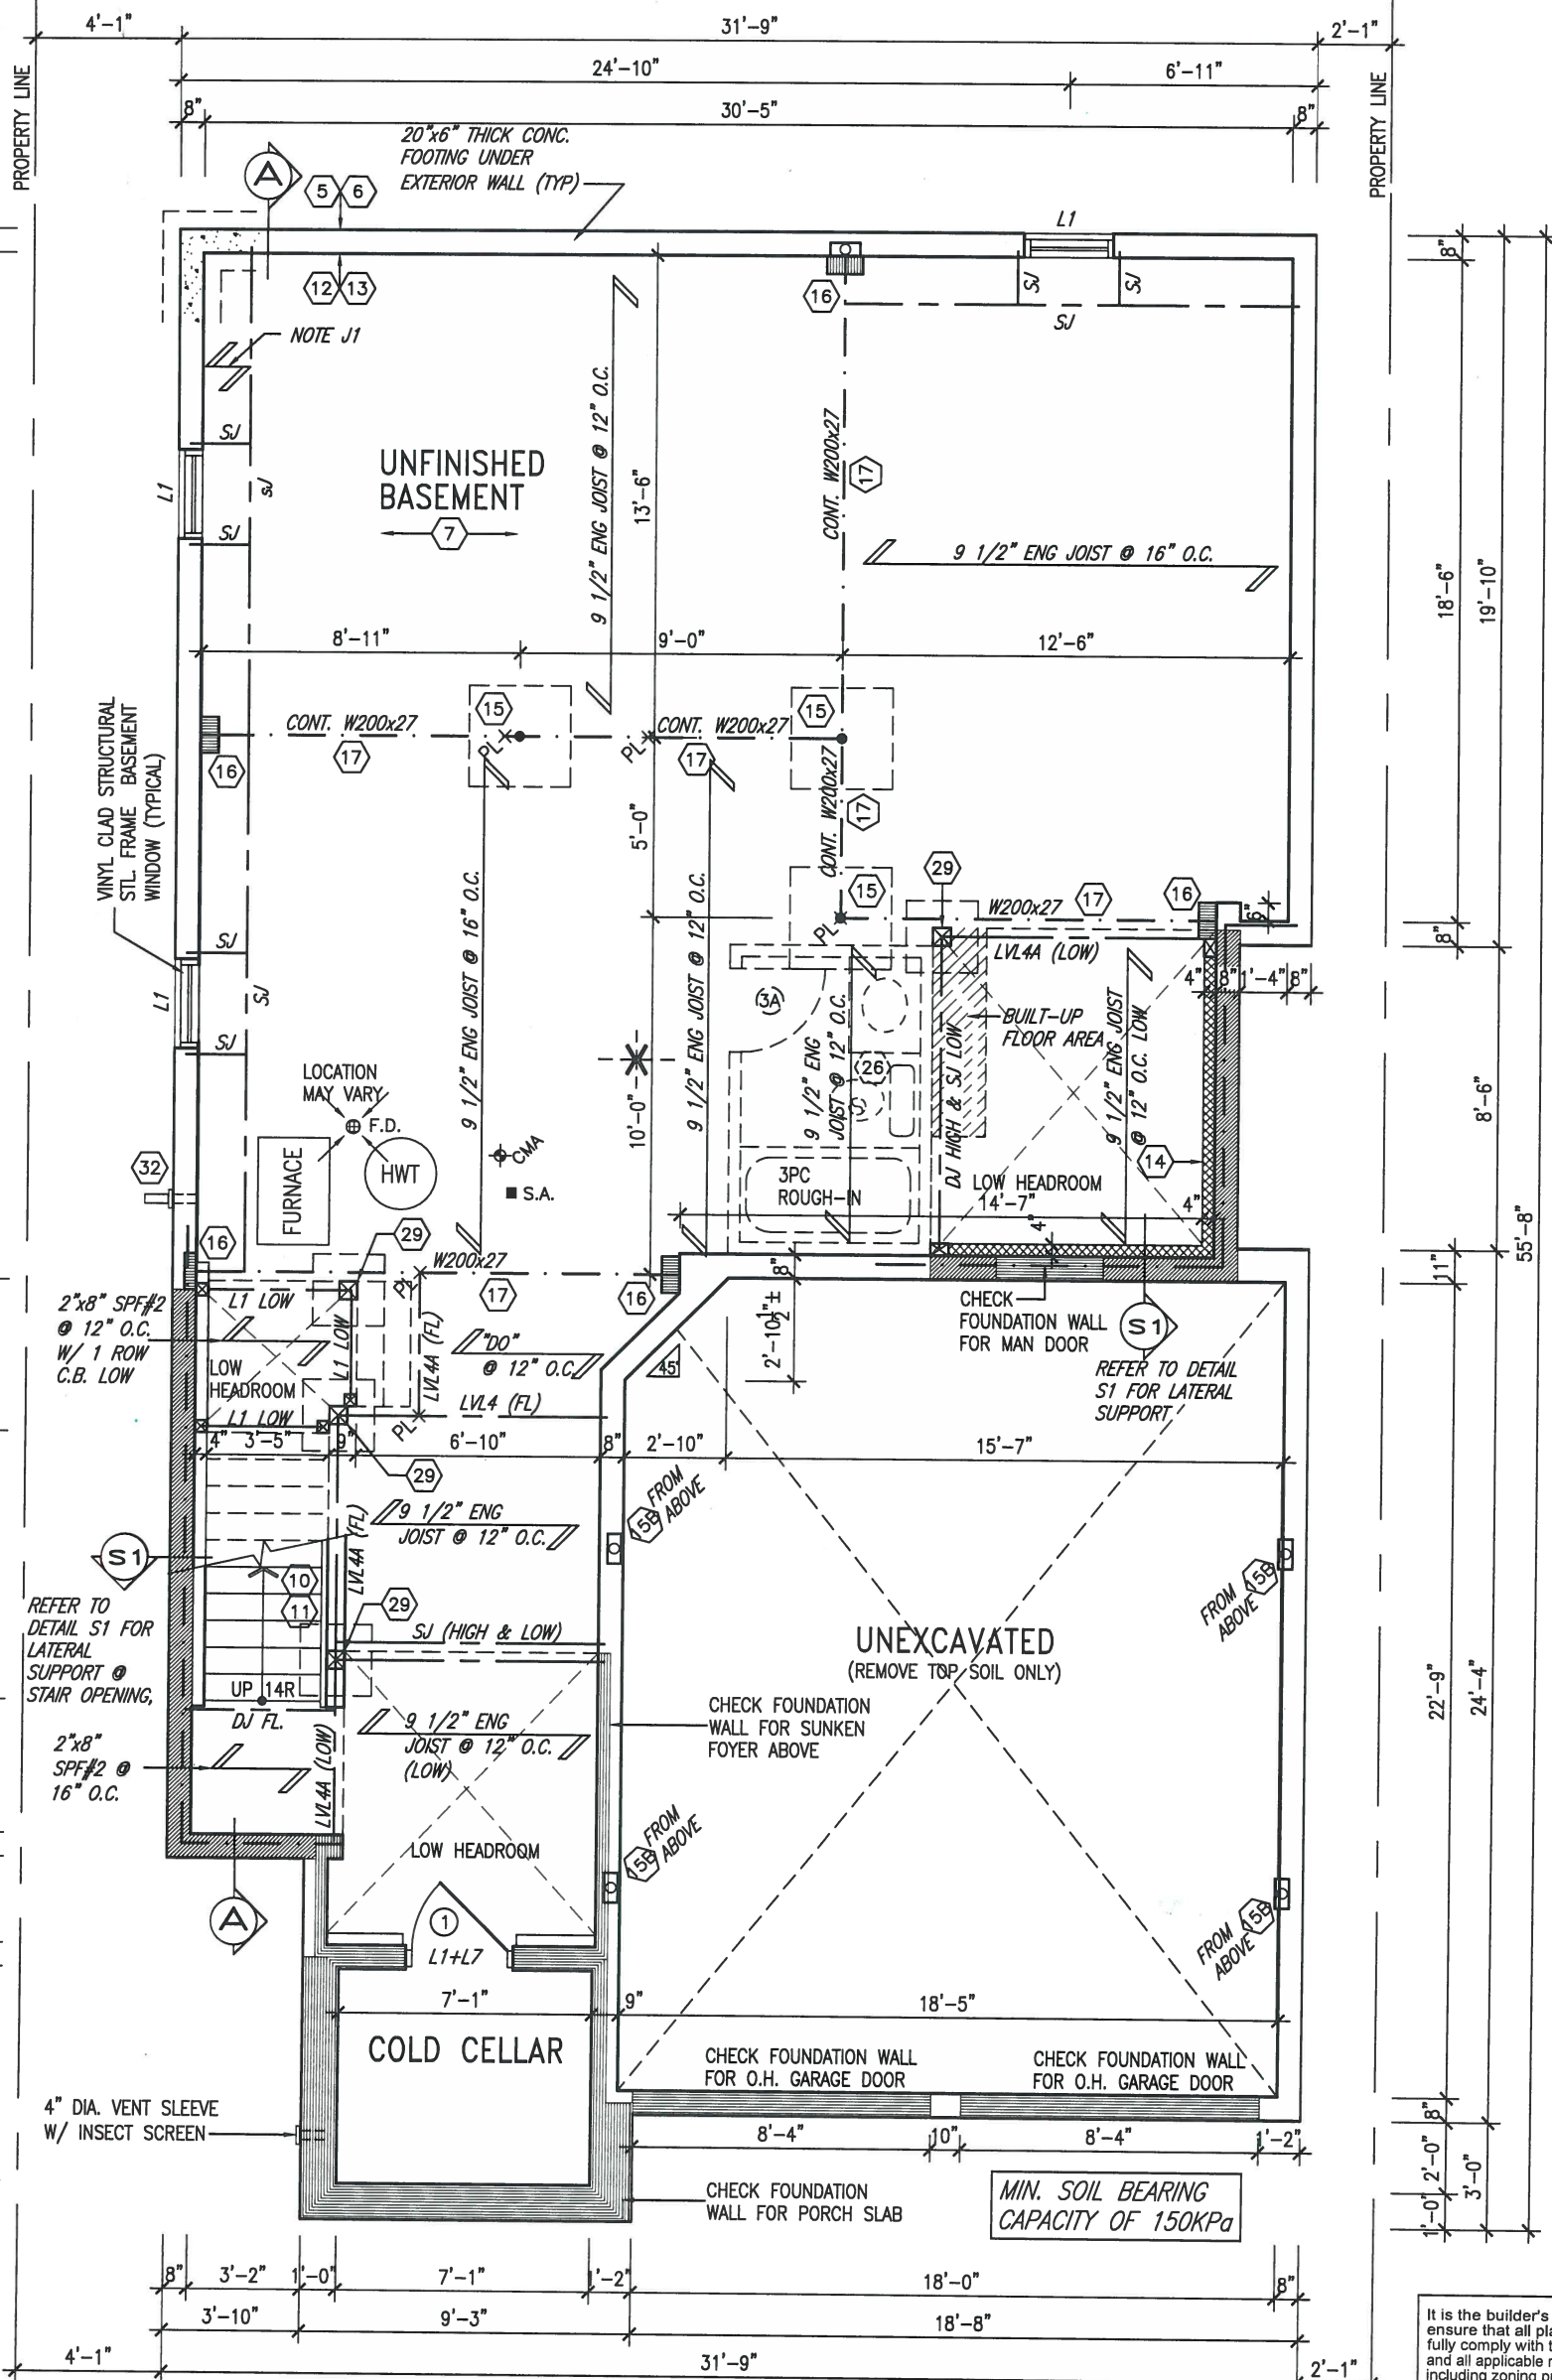 4'-1"
31'-9"
2'-1"
24'-10"
6'-11"
8"
30'-5"
8"
PROPERTY LINE
PROPERTY LINE
20"x6" THICK CONC.
FOOTING UNDER
EXTERIOR WALL (TYP)
A
5
6
12
13
NOTE J1
L1
16
SJ
SJ
SJ
8"
SJ
L1
SJ
SJ
UNFINISHED
BASEMENT
7
9 1/2" ENG JOIST @ 12" O.C.
13'-6"
CONT. W200x27
17
9 1/2" ENG JOIST @ 16" O.C.
18'-6"
19'-10"
8'-11"
9'-0"
12'-6"
VINYL CLAD STRUCTURAL
STL. FRAME BASEMENT
WINDOW (TYPICAL)
CONT. W200x27
15
PL
PL
CONT. W200x27
15
16
17
17
CONT. W200x27
17
5'-0"
9 1/2" ENG JOIST @ 16" O.C.
9 1/2" ENG JOIST @ 12" O.C.
15
29
PL
W200x27
17
16
6"
8"
LVL4A (LOW)
SJ
L1
SJ
SJ
4"
8"
1'-4"
8"
3A
BUILT-UP
FLOOR AREA
9 1/2" ENG
JOIST @ 12" O.C.
26
S
DJ HIGH & SJ LOW
9 1/2" ENG JOIST
@ 12" O.C. LOW
14
8'-6"
55'-8"
LOCATION
MAY VARY
F.D.
FURNACE
HWT
CMA
S.A.
10'-0"
32
3PC
ROUGH-IN
LOW HEADROOM
14'-7"
4"
4"
16
29
W200x27
17
16
PL
8"
2'-10 1/2" ±
11"
CHECK
FOUNDATION WALL
FOR MAN DOOR
S1
REFER TO DETAIL
S1 FOR LATERAL
SUPPORT
2"x8" SPF#2
@ 12" O.C.
W/ 1 ROW
C.B. LOW
L1 LOW
L1 LOW
LOW
HEADROOM
L1 LOW
LVL4A (FL)
"DO"
@ 12" O.C.
LVL4 (FL)
PL
45°
4"
3'-5"
9"
6'-10"
8"
2'-10"
15'-7"
29
9 1/2" ENG
JOIST @ 12" O.C.
LVL4A (FL)
15B
FROM
ABOVE
S1
10
11
29
FROM
ABOVE
15B
REFER TO
DETAIL S1 FOR
LATERAL
SUPPORT @
STAIR OPENING,
SJ (HIGH & LOW)
UNEXCAVATED
(REMOVE TOP SOIL ONLY)
UP 14R
DJ FL.
CHECK FOUNDATION
WALL FOR SUNKEN
FOYER ABOVE
22'-9"
24'-4"
2"x8"
SPF#2 @
16" O.C.
LVL4A (LOW)
9 1/2" ENG
JOIST @ 12" O.C.
(LOW)
LOW HEADROOM
15B
FROM
ABOVE
A
1
L1+L7
FROM
ABOVE
15B
7'-1"
9"
18'-5"
COLD CELLAR
CHECK FOUNDATION WALL
FOR O.H. GARAGE DOOR
CHECK FOUNDATION WALL
FOR O.H. GARAGE DOOR
4" DIA. VENT SLEEVE
W/ INSECT SCREEN
8'-4"
10"
8'-4"
1'-2"
8"
2'-0"
1'-0"
3'-0"
CHECK FOUNDATION
WALL FOR PORCH SLAB
MIN. SOIL BEARING
CAPACITY OF 150KPa
8"
3'-2"
1'-0"
7'-1"
1'-2"
18'-0"
8"
3'-10"
9'-3"
18'-8"
4'-1"
31'-9"
2'-1"
It is the builder's
ensure that all
fully comply with
and all applicable
including zoning